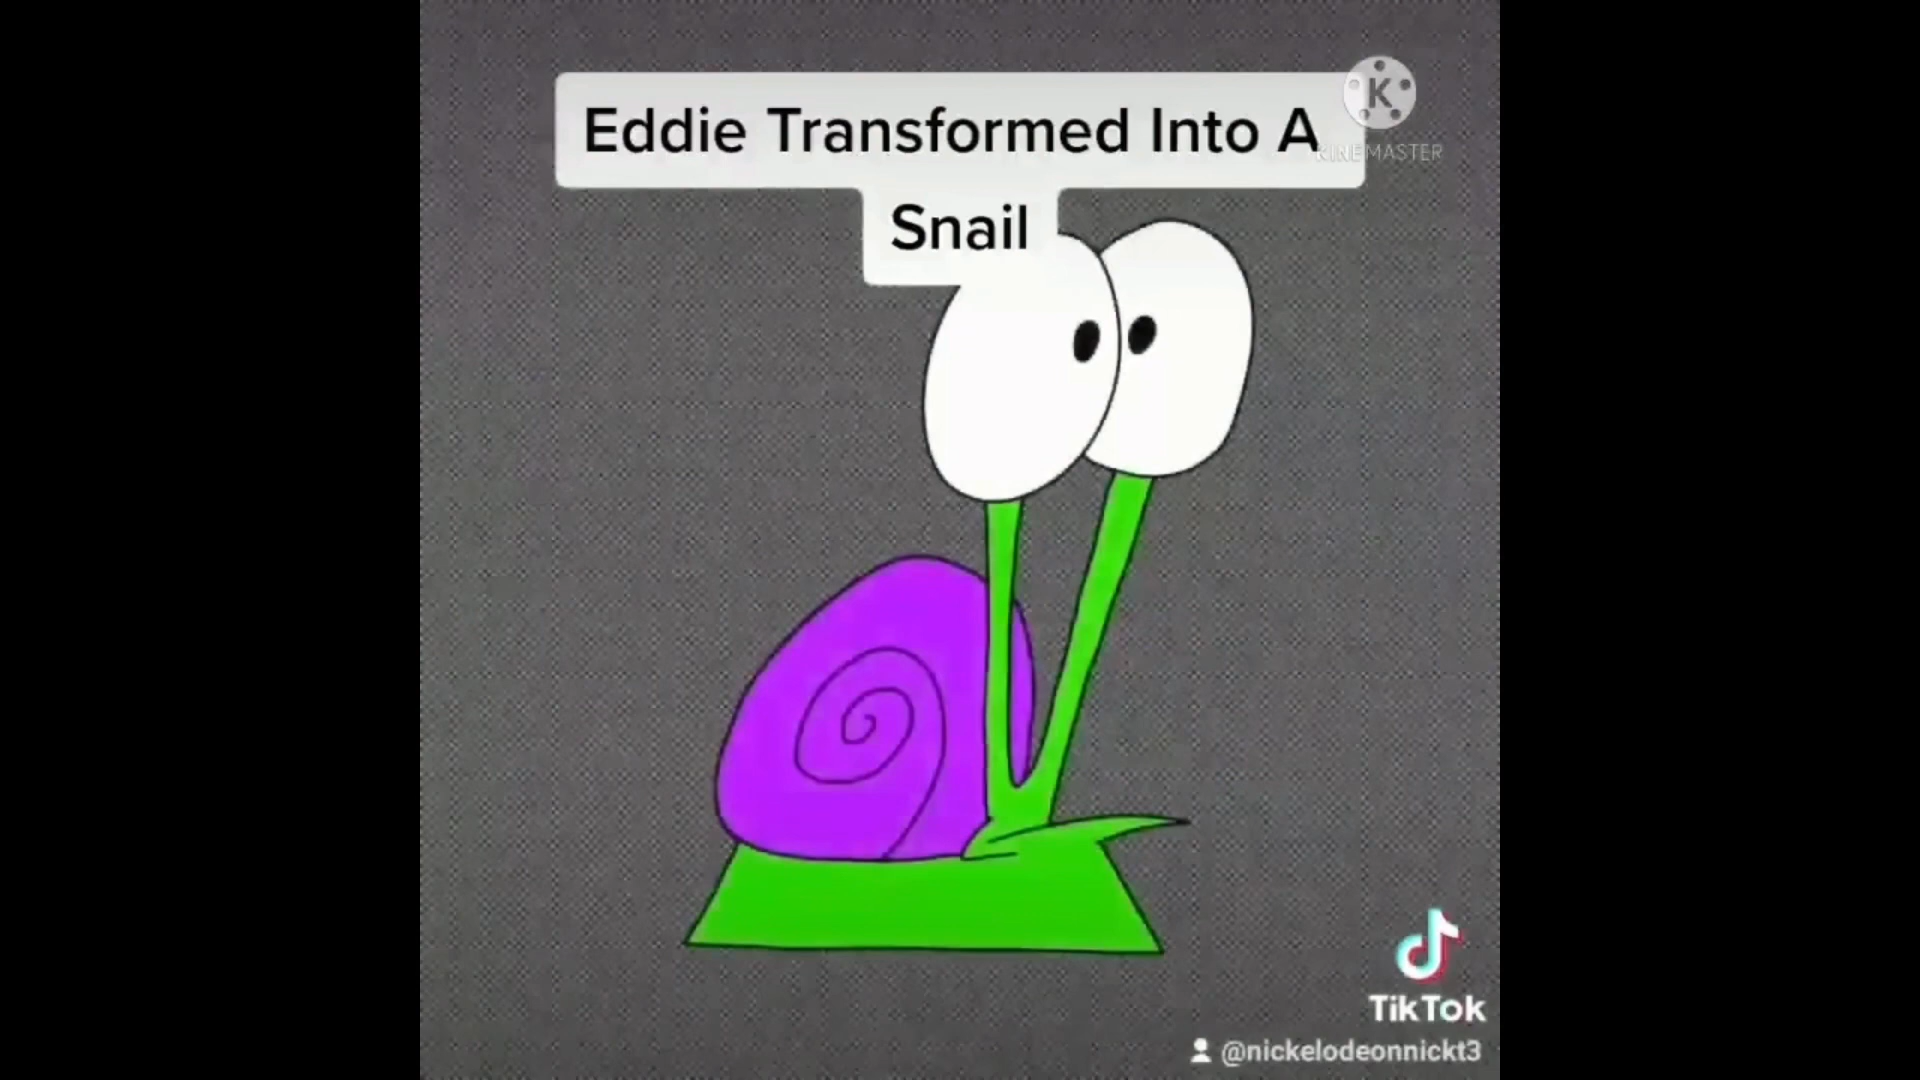 Eddie Transformed Into A
Snail
K
KINEMASTER
TikTok
@nickelodeonnickt3